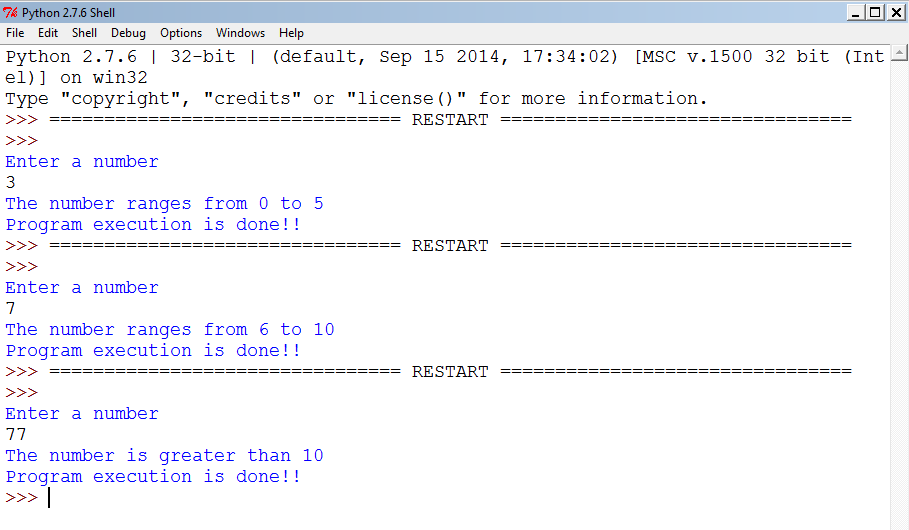 Python 2.7.6 Shell
File Edit Shell Debug Options Windows Help
Python 2.7.6 | 32-bit | (default, Sep 15 2014, 17:34:02) [MSC v.1500 32 bit (Int
el)] on win32
Type "copyright", "credits" or "license()" for more information.
>>> ================================ RESTART ================================
>>>
Enter a number
3
The number ranges from 0 to 5
Program execution is done!!
>>> ================================ RESTART ================================
>>>
Enter a number
7
The number ranges from 6 to 10
Program execution is done!!
>>> ================================ RESTART ================================
>>>
Enter a number
77
The number is greater than 10
Program execution is done!!
>>>